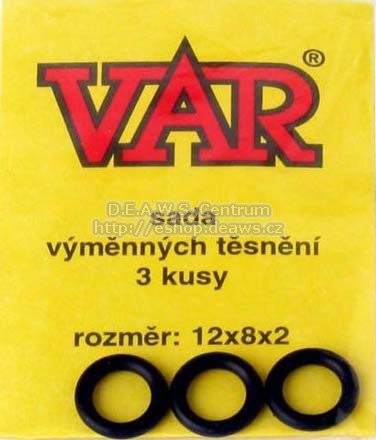 VAR®
D.E.A.W.S. Centrum
sada
http://eshop.deaws.cz
výměnných těsnění
3 kusy
rozměr: 12x8x2